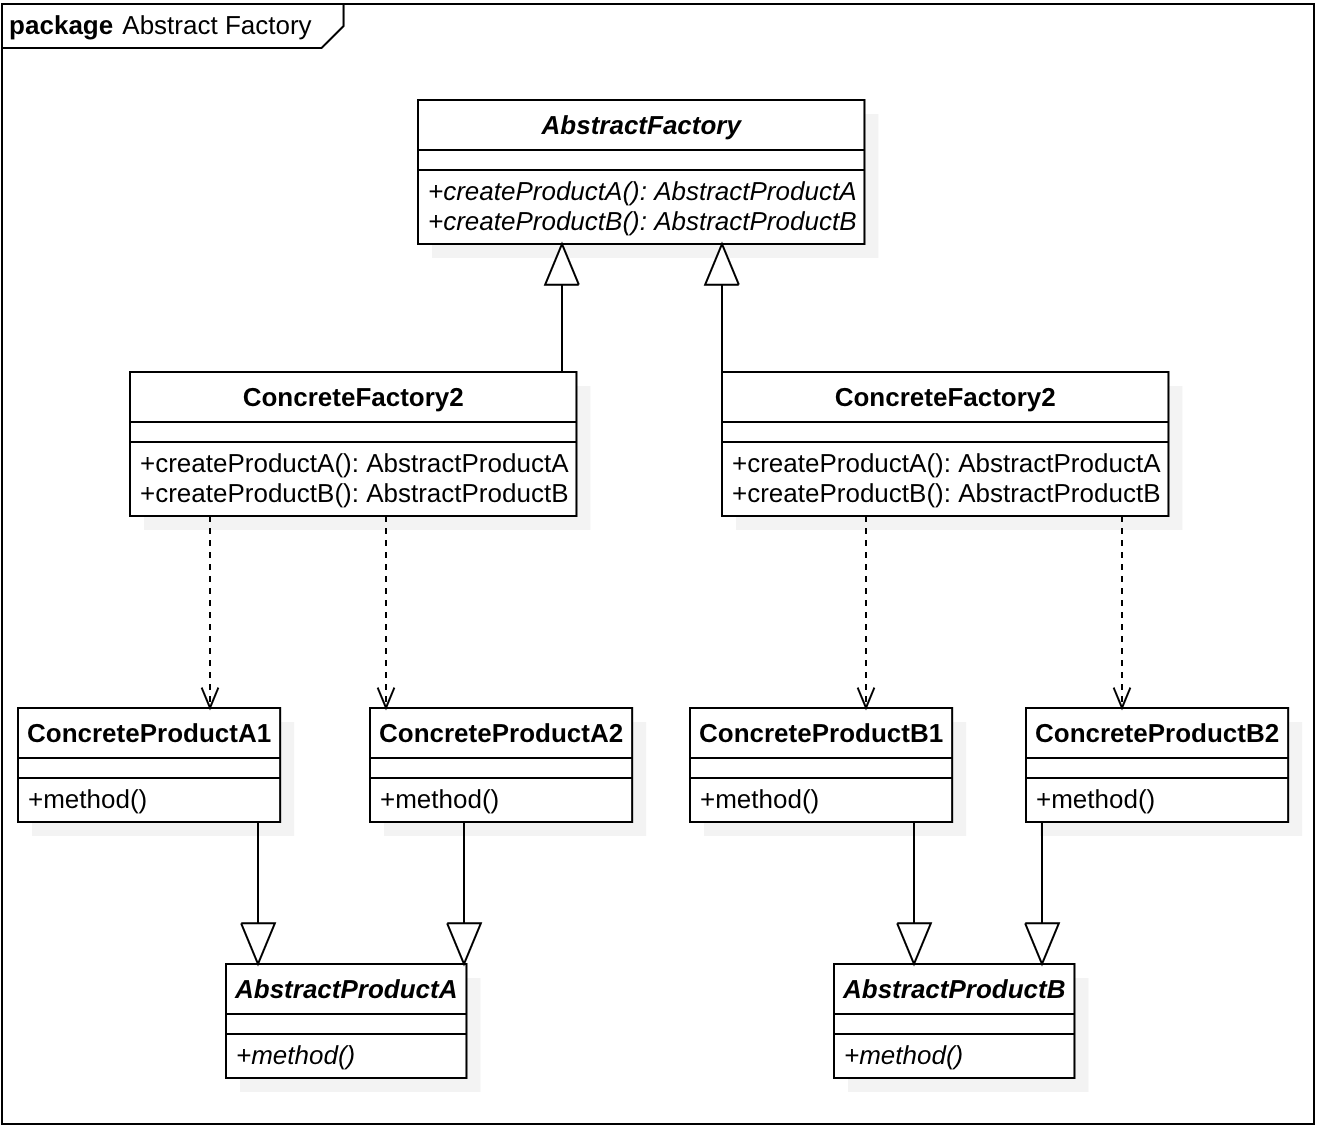 package Abstract Factory
AbstractFactory
+createProductA(): AbstractProductA
+createProductB(): AbstractProductB
ConcreteFactory2
+createProductA(): AbstractProductA
+createProductB(): AbstractProductB
ConcreteFactory2
+createProductA(): AbstractProductA
+createProductB(): AbstractProductB
ConcreteProductA1
+method()
ConcreteProductA2
+method()
ConcreteProductB1
+method()
ConcreteProductB2
+method()
AbstractProductA
+method()
AbstractProductB
+method()